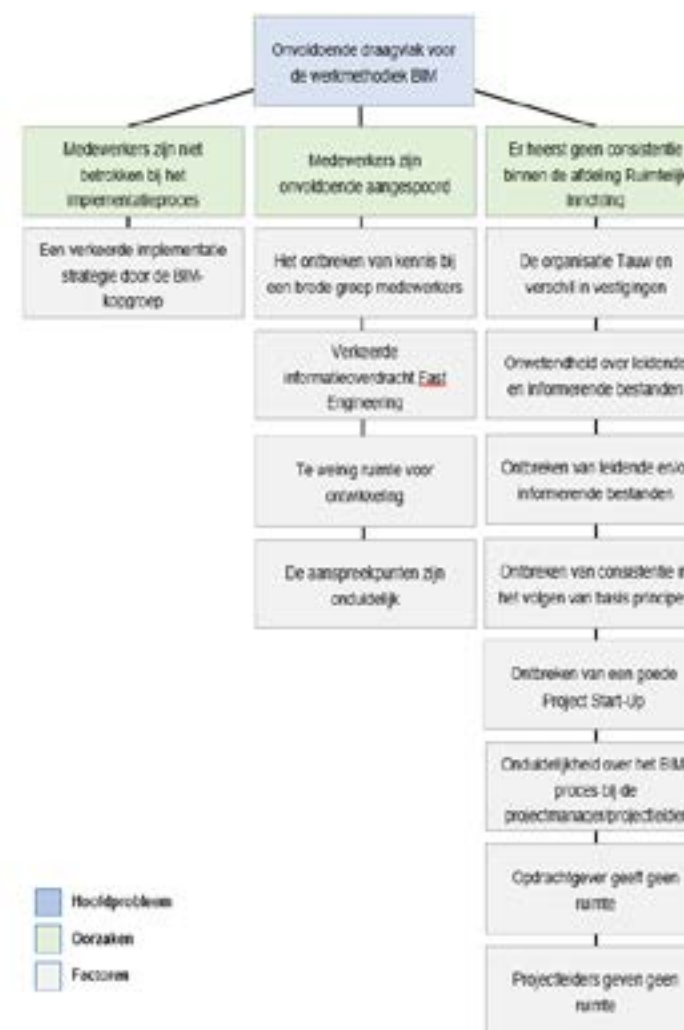 Onvoldoende draagvlak voor
de werkmethodiek BIM
Medewerkers zijn niet
betrokken bij het
implementatieproces
Medewerkers zijn
onvoldoende aangespoord
Er heerst geen consistentie
binnen de afdeling Ruimtelijk
Inrichting
Een verkeerde implementatie
strategie door de BIM-
kopgroep
Het ontbreken van kennis bij
een brede groep medewerkers
Verkeerde
informatieoverdracht East
Engineering
Te weinig ruimte voor
ontwikkeling
De aanspreekpunten zijn
onduidelijk
De organisatie Tauw en
verschil in vestigingen
Onwetendheid over leidende
en informerende bestanden
Ontbreken van leidende en/o
informerende bestanden
Ontbreken van consistentie in
het volgen van basis principe
Ontbreken van een goede
Project Start-Up
Onduidelijkheid over het BIM
proces bij de
projectmanager/projectleider
Opdrachtgever geeft geen
ruimte
Projectleiders geven geen
ruimte
Hoofdprobleem
Oorzaken
Factoren